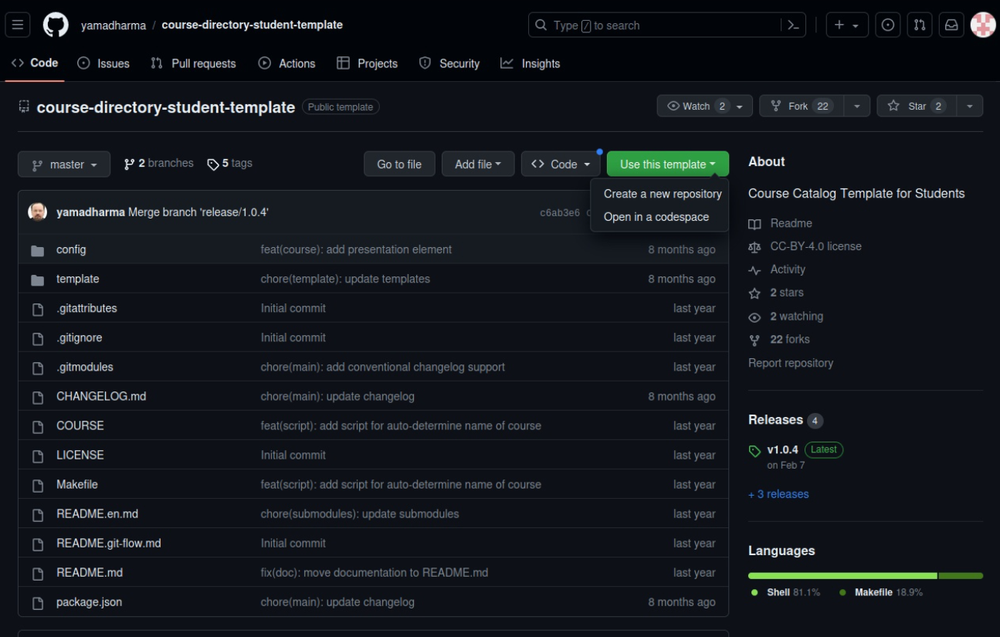 yamadharma / course-directory-student-template
Type / to search
Code Issues Pull requests Actions Projects Security Insights
course-directory-student-template Public template
Watch 2 Fork 22 Star 2
master 2 branches 5 tags Go to file Add file Code Use this template
Create a new repository
Open in a codespace
yamadharma Merge branch 'release/1.0.4' c6ab3e6
config feat(course): add presentation element 8 months ago
template chore(template): update templates 8 months ago
.gitattributes Initial commit last year
.gitignore Initial commit last year
.gitmodules chore(main): add conventional changelog support last year
CHANGELOG.md chore(main): update changelog 8 months ago
COURSE feat(script): add script for auto-determine name of course last year
LICENSE Initial commit last year
Makefile feat(script): add script for auto-determine name of course last year
README.en.md chore(submodules): update submodules last year
README.git-flow.md Initial commit last year
README.md fix(doc): move documentation to README.md last year
package.json chore(main): update changelog 8 months ago
About
Course Catalog Template for Students
Readme
CC-BY-4.0 license
Activity
2 stars
2 watching
22 forks
Report repository
Releases 4
v1.0.4 Latest
on Feb 7
+ 3 releases
Languages
Shell 81.1% Makefile 18.9%